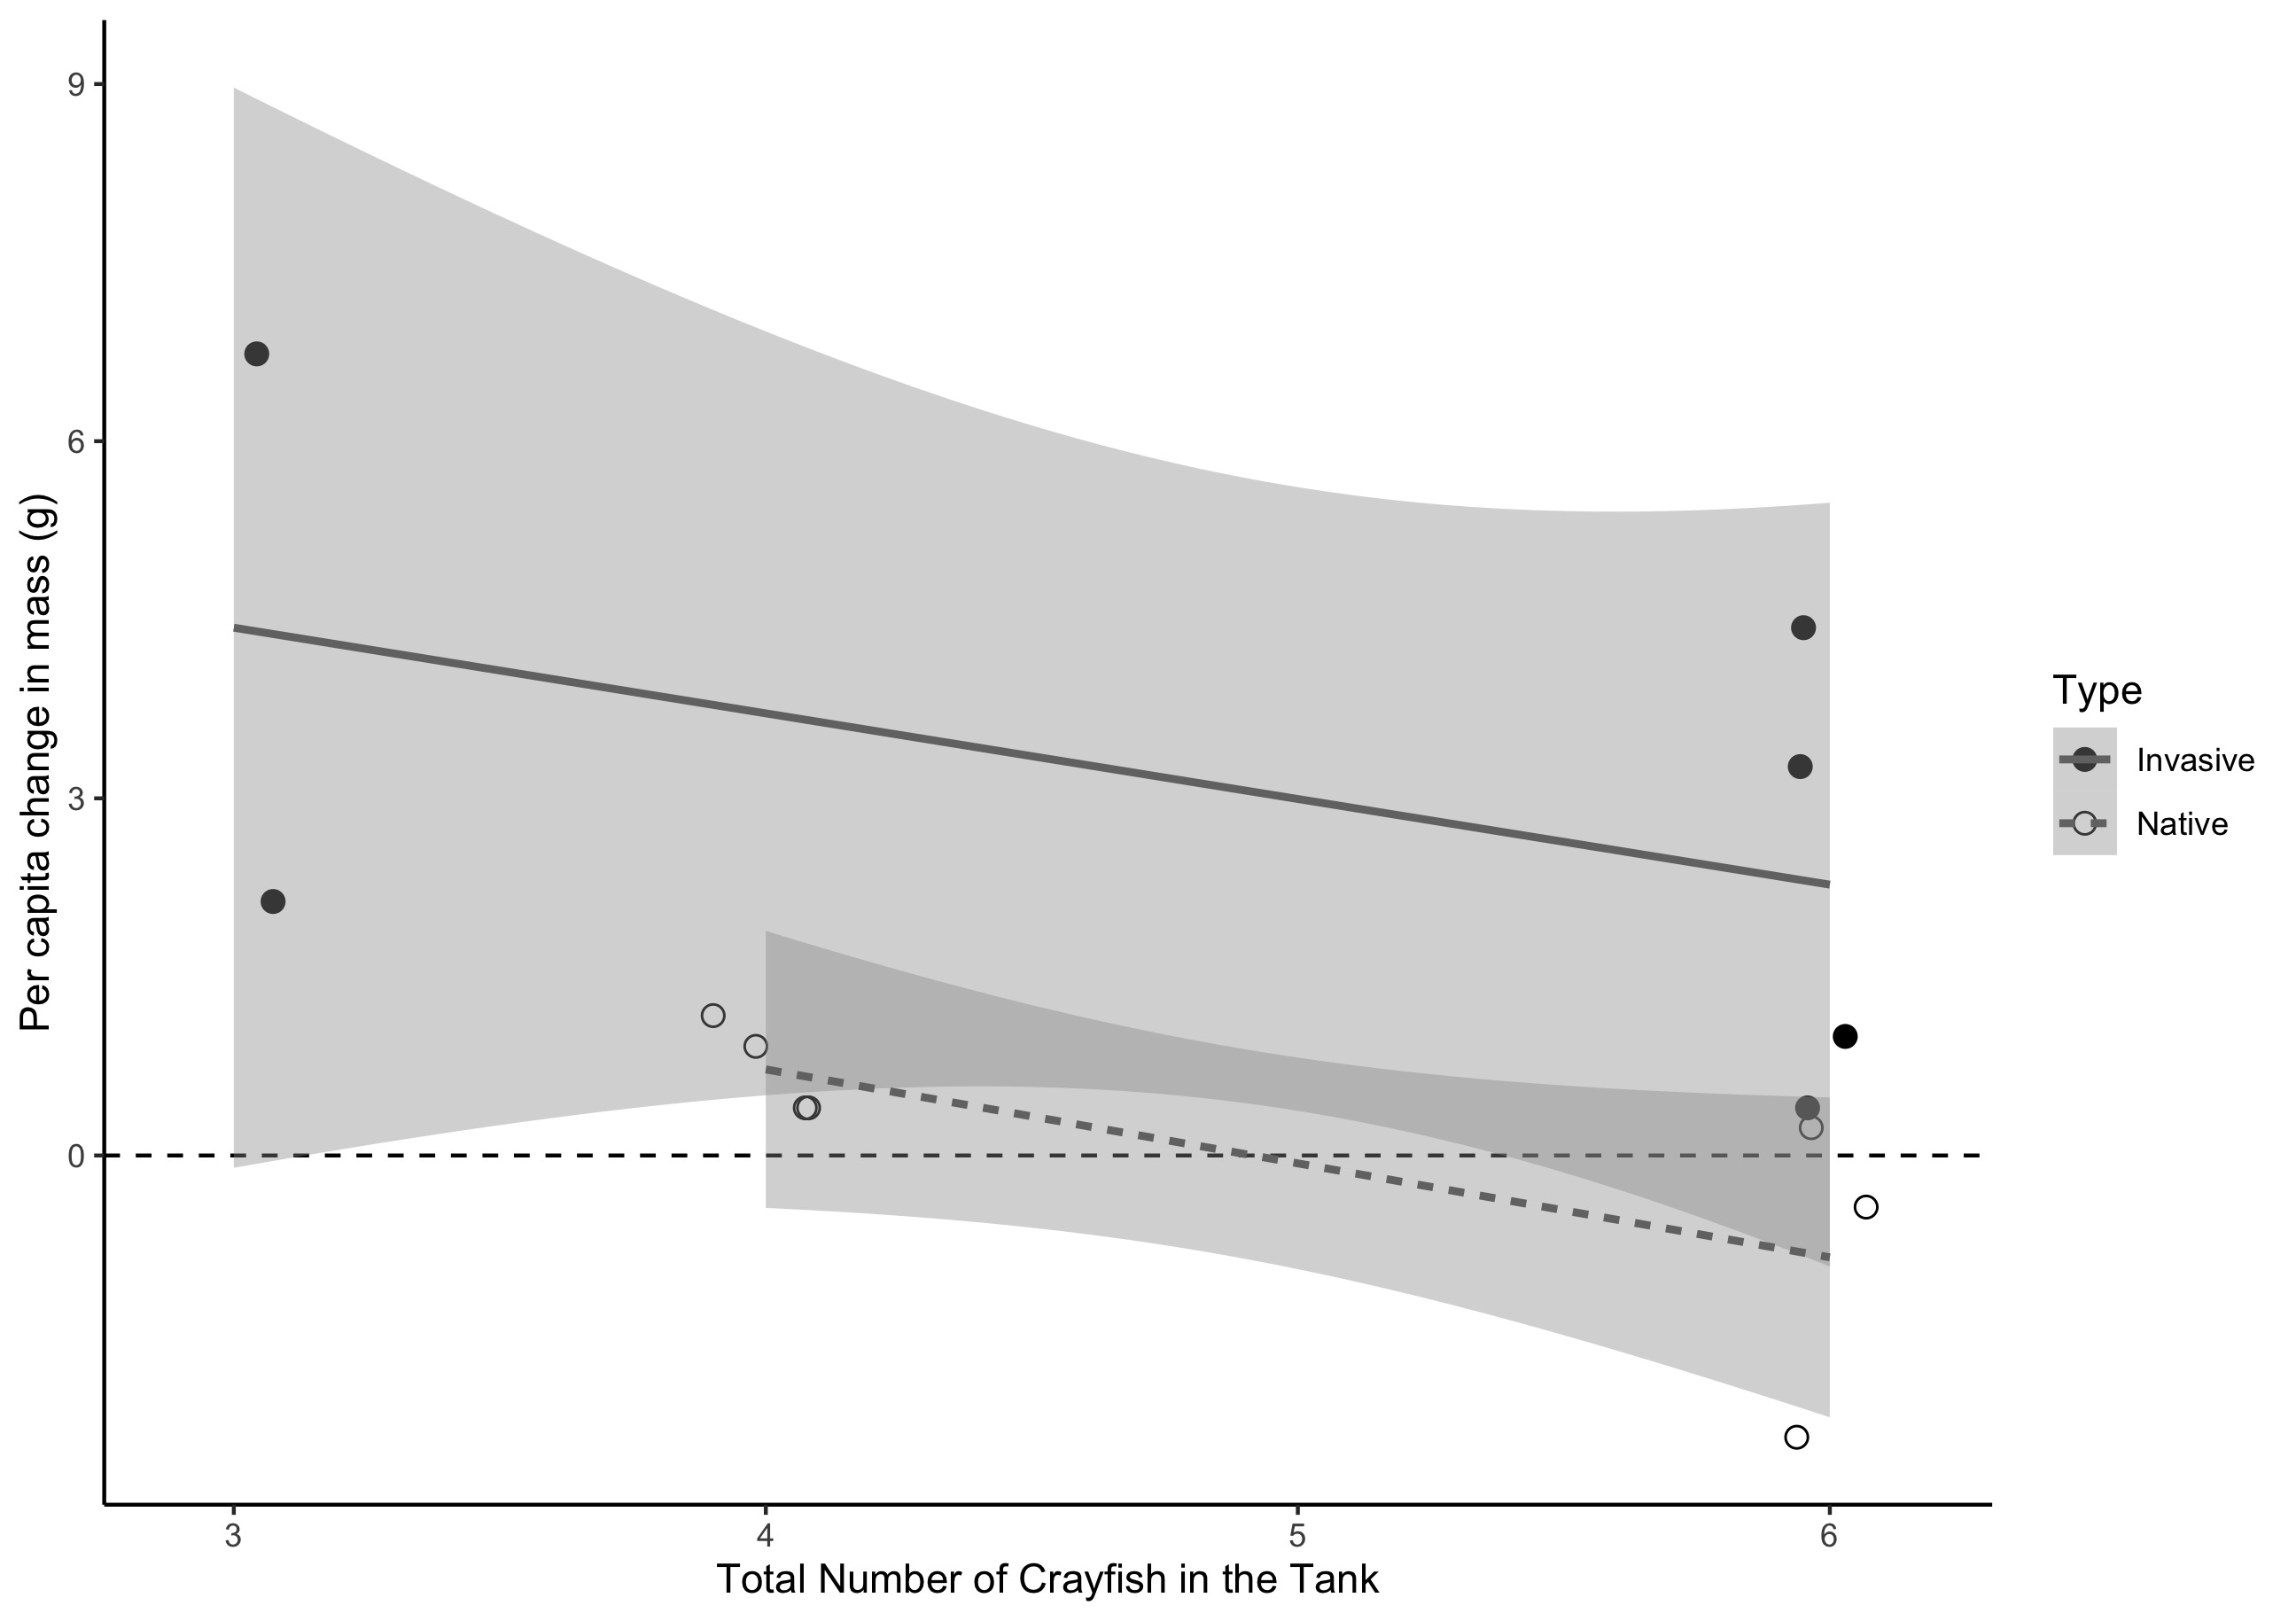 Per capita change in mass (g)
9
6
3
0
3 4 5 6
Total Number of Crayfish in the Tank
Type
Invasive
Native